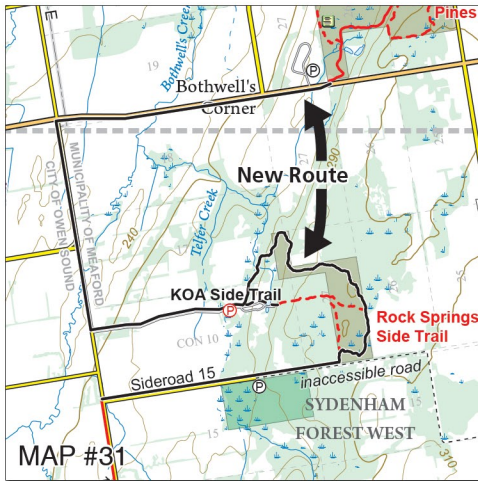 Pines
E
27
P
19
Bothwell's Creek
Bothwell's
Corner
27
290
New Route
MUNICIPALITY OF MEAFORD
CITY OF OWEN SOUND
240
Telfer Creek
KOA Side Trail
P
Rock Springs
Side Trail
CON 10
Sideroad 15
P
inaccessible road
15
SYDENHAM
FOREST WEST
15
310
MAP #31